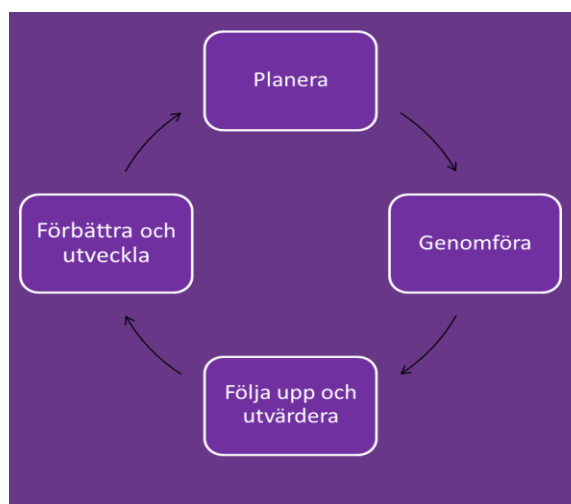 Planera
Genomföra
Följa upp och
utvärdera
Förbättra och
utveckla